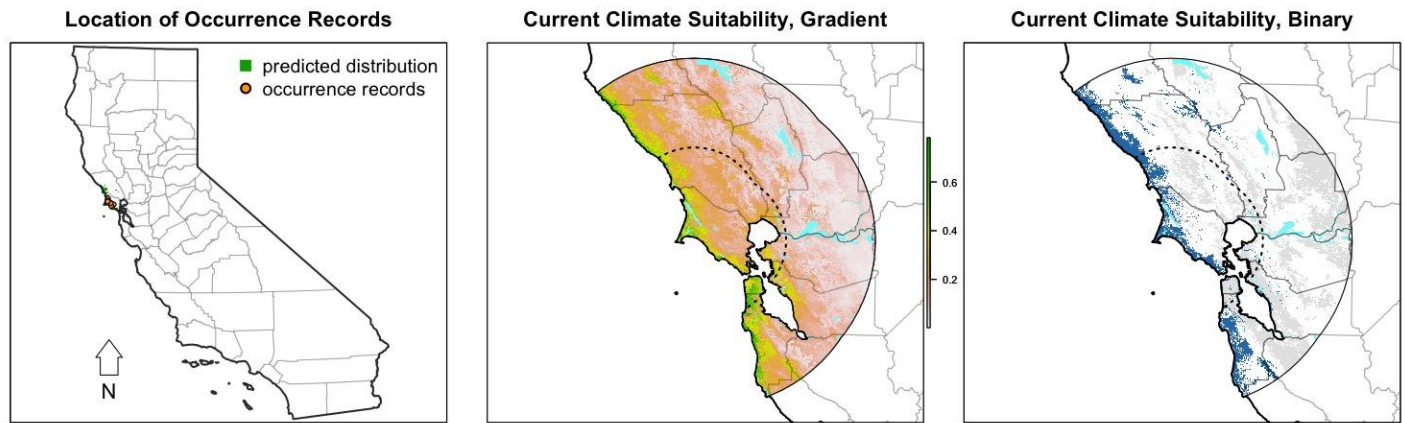 Location of Occurrence Records
predicted distribution
occurrence records
N
Current Climate Suitability, Gradient
0.6
0.4
0.2
Current Climate Suitability, Binary